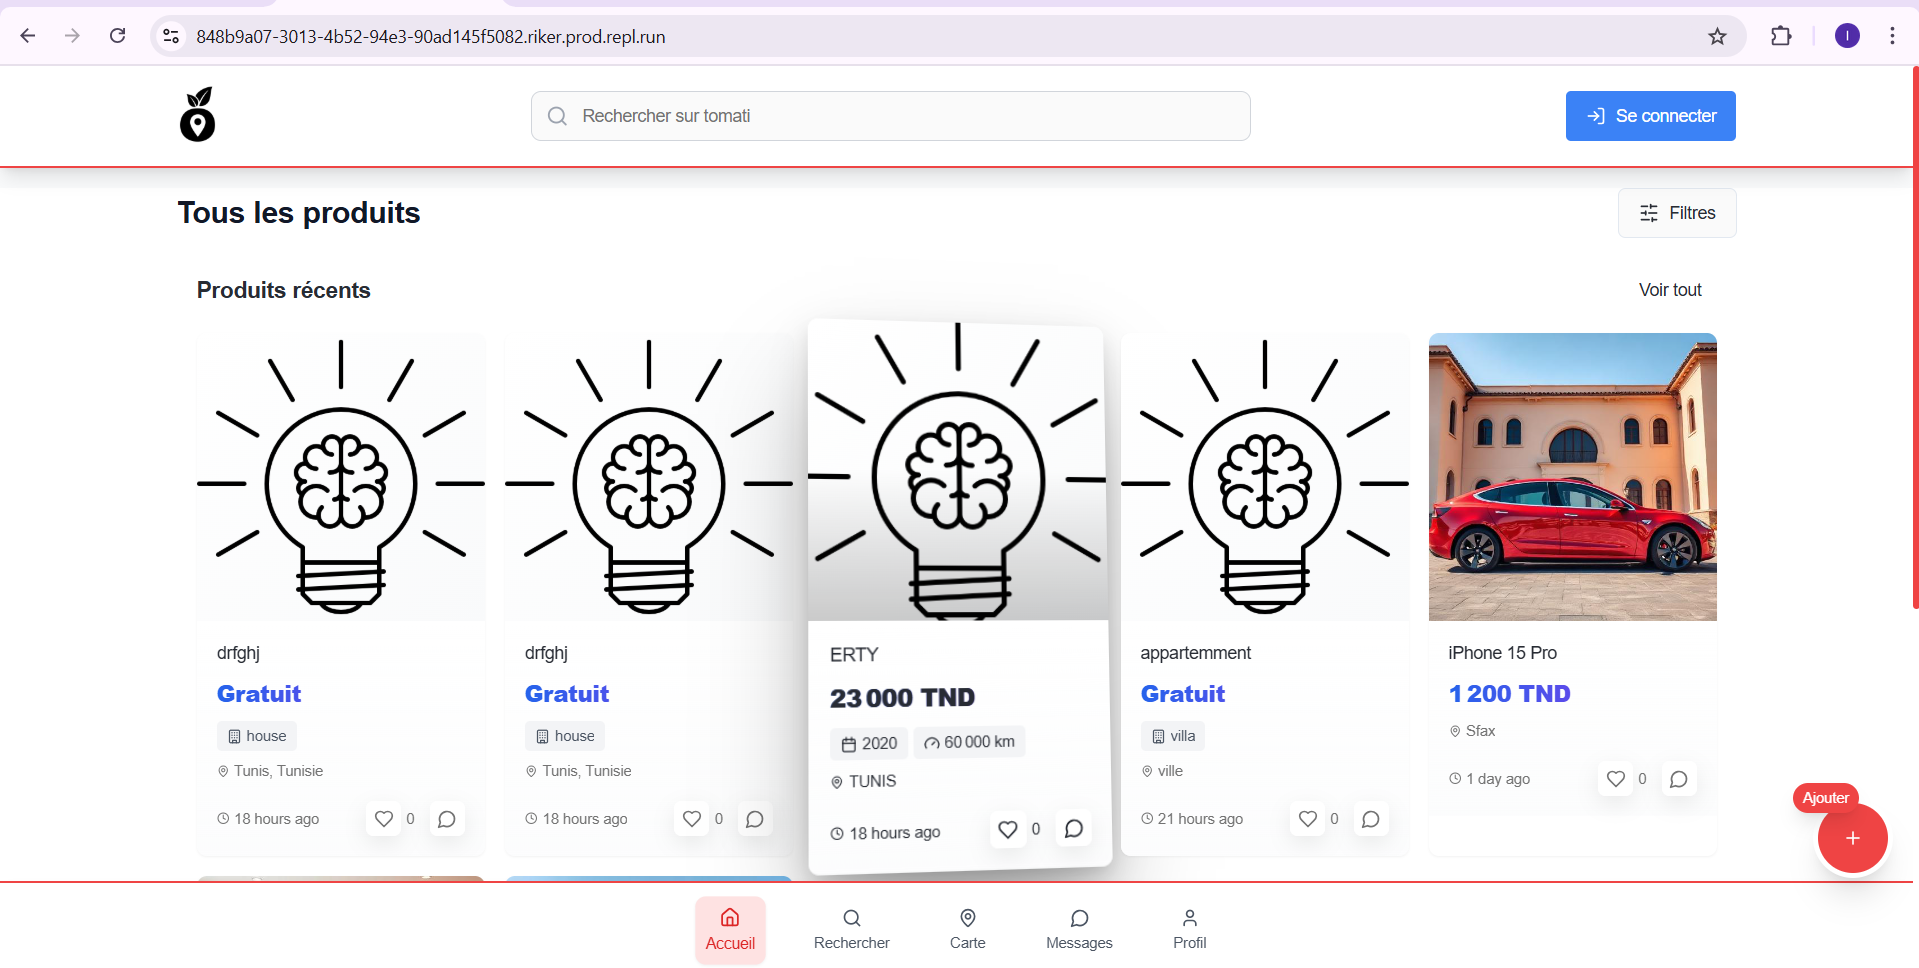 848b9a07-3013-4b52-94e3-90ad145f5082.riker.prod.repl.run
I
Rechercher sur tomati
Se connecter
Tous les produits
Filtres
Produits récents
Voir tout
drfghj
Gratuit
house
Tunis, Tunisie
18 hours ago
0
drfghj
Gratuit
house
Tunis, Tunisie
18 hours ago
0
ERTY
23 000 TND
2020
60 000 km
TUNIS
18 hours ago
0
appartemment
Gratuit
villa
ville
21 hours ago
0
iPhone 15 Pro
1 200 TND
Sfax
1 day ago
0
Ajouter
+
Accueil
Rechercher
Carte
Messages
Profil